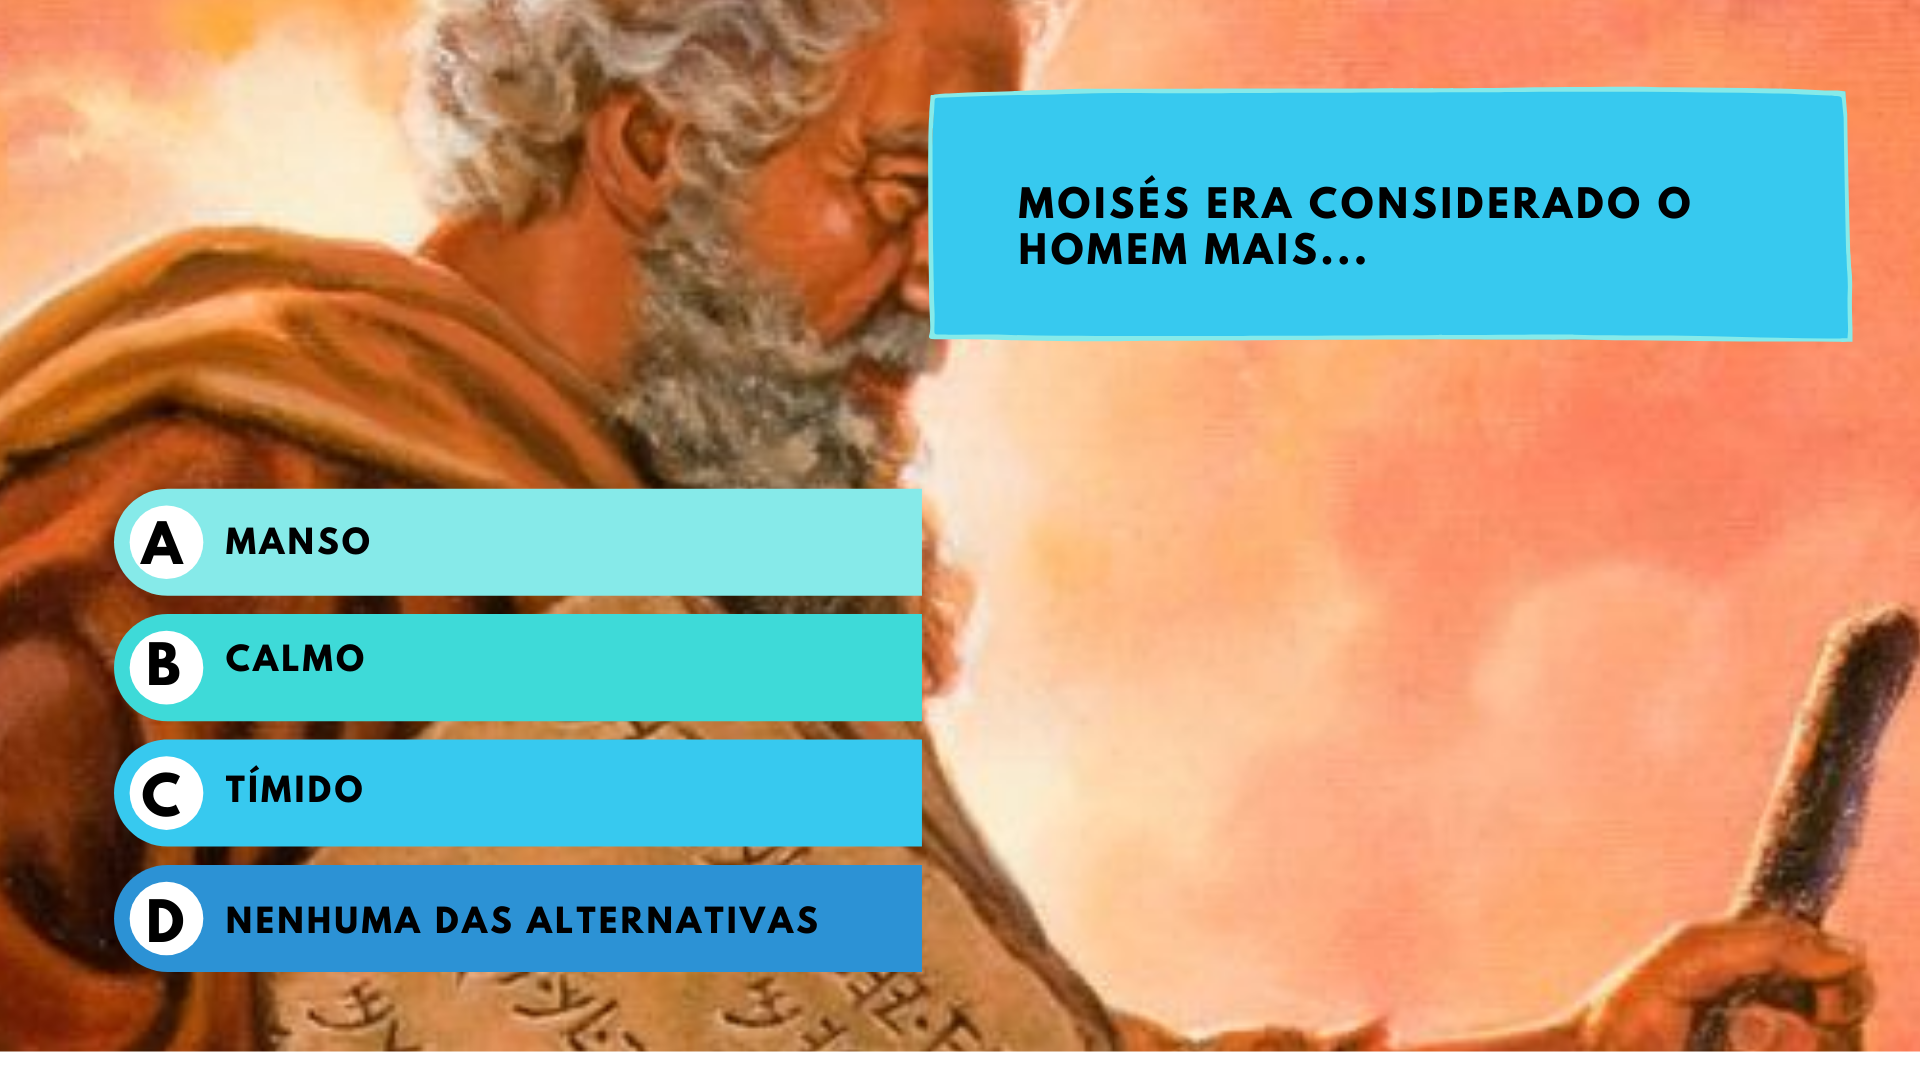 MOISÉS ERA CONSIDERADO O
HOMEM MAIS...
A MANSO
B CALMO
C TÍMIDO
D NENHUMA DAS ALTERNATIVAS